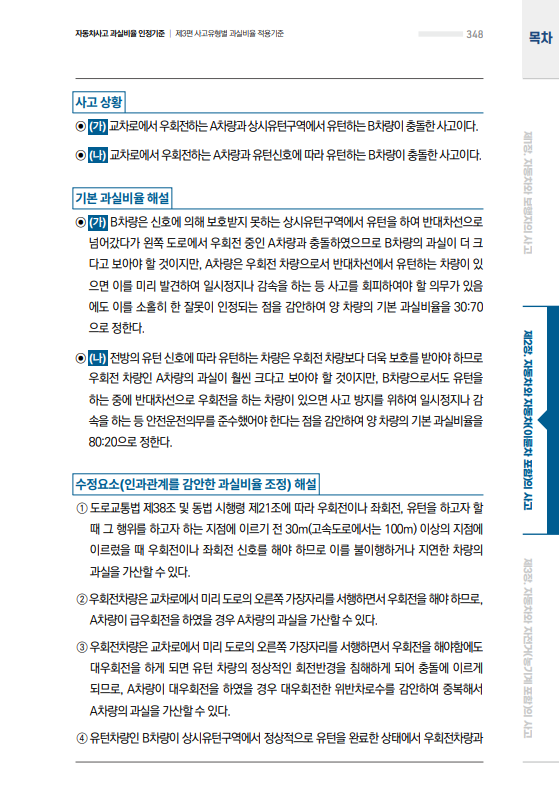 자동차사고 과실비율 인정기준 | 제3편 사고유형별 과실비율 적용기준
348
목차
사고 상황
⦿ (가) 교차로에서 우회전하는 A차량과 상시유턴구역에서 유턴하는 B차량이 충돌한 사고이다.
⦿ (나) 교차로에서 우회전하는 A차량과 유턴신호에 따라 유턴하는 B차량이 충돌한 사고이다.
기본 과실비율 해설
⦿ (가) B차량은 신호에 의해 보호받지 못하는 상시유턴구역에서 유턴을 하여 반대차선으로
넘어갔다가 왼쪽 도로에서 우회전 중인 A차량과 충돌하였으므로 B차량의 과실이 더 크
다고 보아야 할 것이지만, A차량은 우회전 차량으로서 반대차선에서 유턴하는 차량이 있
으면 이를 미리 발견하여 일시정지나 감속을 하는 등 사고를 회피하여야 할 의무가 있음
에도 이를 소홀히 한 잘못이 인정되는 점을 감안하여 양 차량의 기본 과실비율을 30:70
으로 정한다.
⦿ (나) 전방의 유턴 신호에 따라 유턴하는 차량은 우회전 차량보다 더욱 보호를 받아야 하므로
우회전 차량인 A차량의 과실이 훨씬 크다고 보아야 할 것이지만, B차량으로서도 유턴을
하는 중에 반대차선으로 우회전을 하는 차량이 있으면 사고 방지를 위하여 일시정지나 감
속을 하는 등 안전운전의무를 준수했어야 한다는 점을 감안하여 양 차량의 기본 과실비율을
80:20으로 정한다.
수정요소(인과관계를 감안한 과실비율 조정) 해설
① 도로교통법 제38조 및 동법 시행령 제21조에 따라 우회전이나 좌회전, 유턴을 하고자 할
때 그 행위를 하고자 하는 지점에 이르기 전 30m(고속도로에서는 100m) 이상의 지점에
이르렀을 때 우회전이나 좌회전 신호를 해야 하므로 이를 불이행하거나 지연한 차량의
과실을 가산할 수 있다.
② 우회전차량은 교차로에서 미리 도로의 오른쪽 가장자리를 서행하면서 우회전을 해야 하므로,
A차량이 급우회전을 하였을 경우 A차량의 과실을 가산할 수 있다.
③ 우회전차량은 교차로에서 미리 도로의 오른쪽 가장자리를 서행하면서 우회전을 해야함에도
대우회전을 하게 되면 유턴 차량의 정상적인 회전반경을 침해하게 되어 충돌에 이르게
되므로, A차량이 대우회전을 하였을 경우 대우회전한 위반차로수를 감안하여 중복해서
A차량의 과실을 가산할 수 있다.
④ 유턴차량인 B차량이 상시유턴구역에서 정상적으로 유턴을 완료한 상태에서 우회전차량과
제1장. 자동차와 보행자의 사고
제2장. 자동차와 자동차(이륜차 포함)의 사고
제3장. 자동차와 자전거(농기계 포함)의 사고